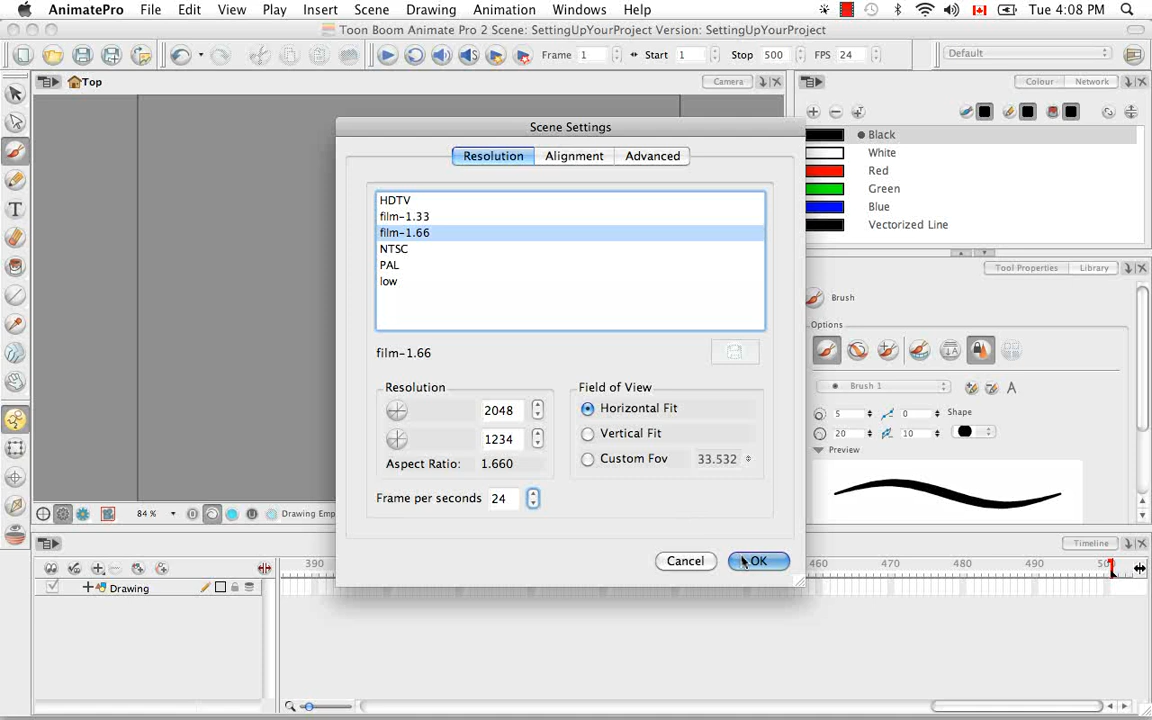 AnimatePro File Edit View Play Insert Scene Drawing Animation Windows Help Tue 4:08 PM
Toon Boom Animate Pro 2 Scene: SettingUpYourProject Version: SettingUpYourProject
Frame 1 Start 1 Stop 500 FPS 24 Default
Top Camera Colour Network
Scene Settings
Resolution Alignment Advanced
HDTV
film-1.33
film-1.66
NTSC
PAL
low
film-1.66
Resolution
2048
1234
Aspect Ratio: 1.660
Frame per seconds 24
Field of View
Horizontal Fit
Vertical Fit
Custom Fov 33.532
Cancel OK
Black
White
Red
Green
Blue
Vectorized Line
Tool Properties Library
Brush
Options
Brush 1 A
5 0 Shape
20 10
Preview
T
84 % Drawing Emp
Timeline
390 460 470 480 490 500
Drawing